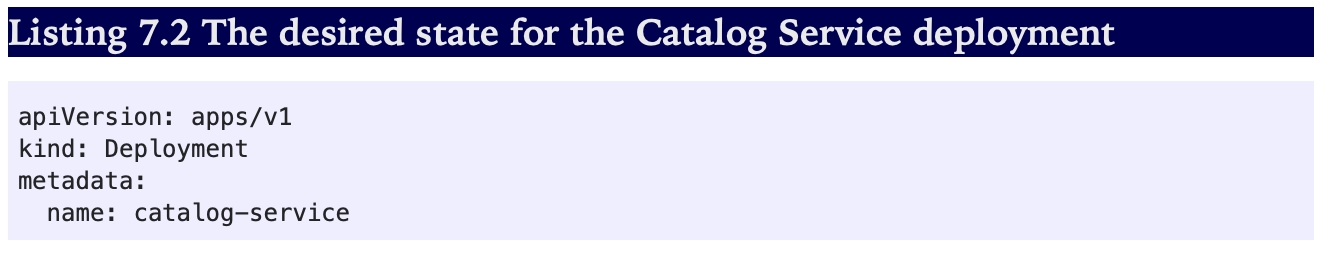 Listing 7.2 The desired state for the Catalog Service deployment
apiVersion: apps/v1
kind: Deployment
metadata:
  name: catalog-service